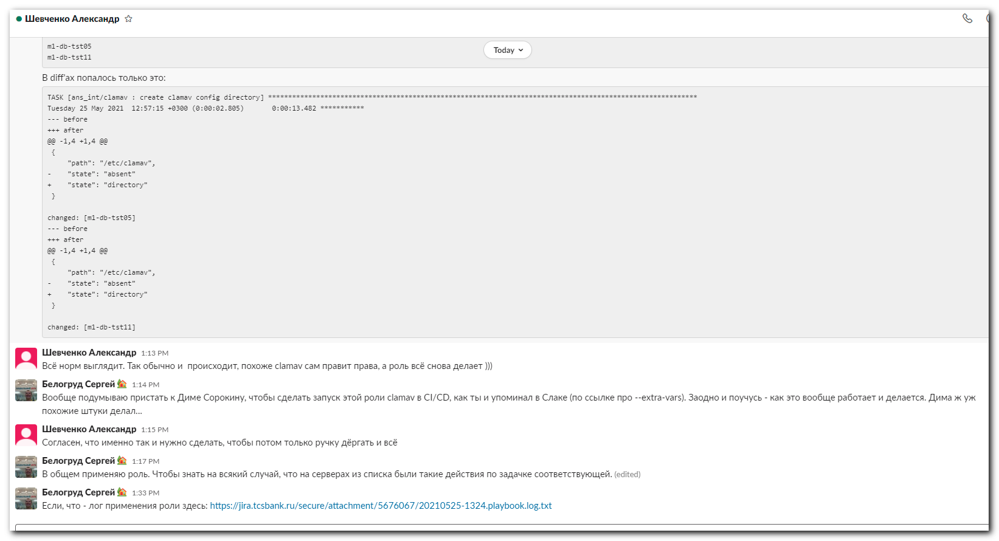 Шевченко Александр
m1-db-tst05
m1-db-tst11
Today
В diff'ах попалось только это:
TASK [ans_int/clamav : create clamav config directory] ***********************************************************************************************************
Tuesday 25 May 2021  12:57:15 +0300 (0:00:02.805)       0:00:13.482 ***********
--- before
+++ after
@@ -1,4 +1,4 @@
 {
     "path": "/etc/clamav",
-    "state": "absent"
+    "state": "directory"
 }
changed: [m1-db-tst05]
--- before
+++ after
@@ -1,4 +1,4 @@
 {
     "path": "/etc/clamav",
-    "state": "absent"
+    "state": "directory"
 }
changed: [m1-db-tst11]
Шевченко Александр 1:13 PM
Всё норм выглядит. Так обычно и  происходит, похоже clamav сам правит права, а роль всё снова делает )))
Белогруд Сергей 1:14 PM
Вообще подумываю пристать к Диме Сорокину, чтобы сделать запуск этой роли clamav в CI/CD, как ты и упоминал в Слаке (по ссылке про --extra-vars). Заодно и поучусь - как это вообще работает и делается. Дима ж уж
похожие штуки делал...
Шевченко Александр 1:15 PM
Согласен, что именно так и нужно сделать, чтобы потом только ручку дёргать и всё
Белогруд Сергей 1:17 PM
В общем применяю роль. Чтобы знать на всякий случай, что на серверах из списка были такие действия по задачке соответствующей. (edited)
Белогруд Сергей 1:33 PM
Если, что - лог применения роли здесь: https://jira.tcsbank.ru/secure/attachment/5676067/20210525-1324.playbook.log.txt